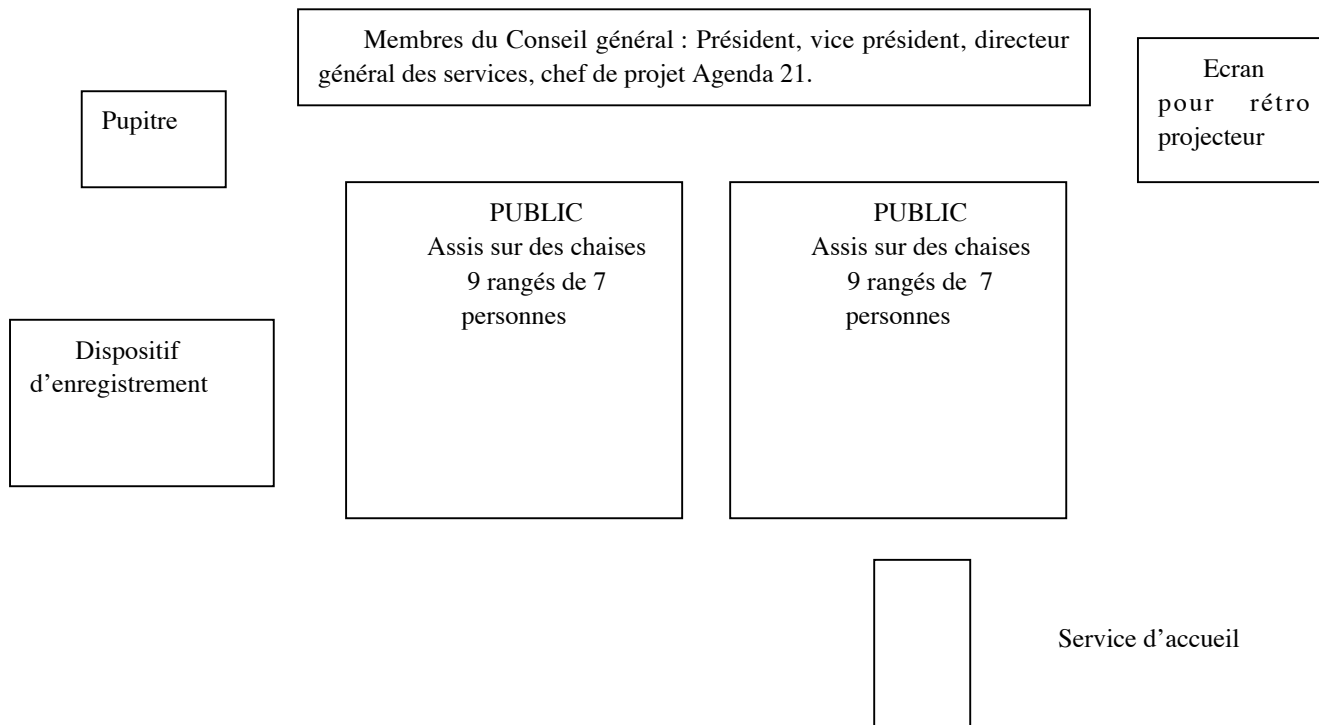 Membres du Conseil général : Président, vice président, directeur
général des services, chef de projet Agenda 21.
Ecran
pour rétro
projecteur
Pupitre
PUBLIC
Assis sur des chaises
9 rangés de 7
personnes
PUBLIC
Assis sur des chaises
9 rangés de 7
personnes
Dispositif
d’enregistrement
Service d’accueil